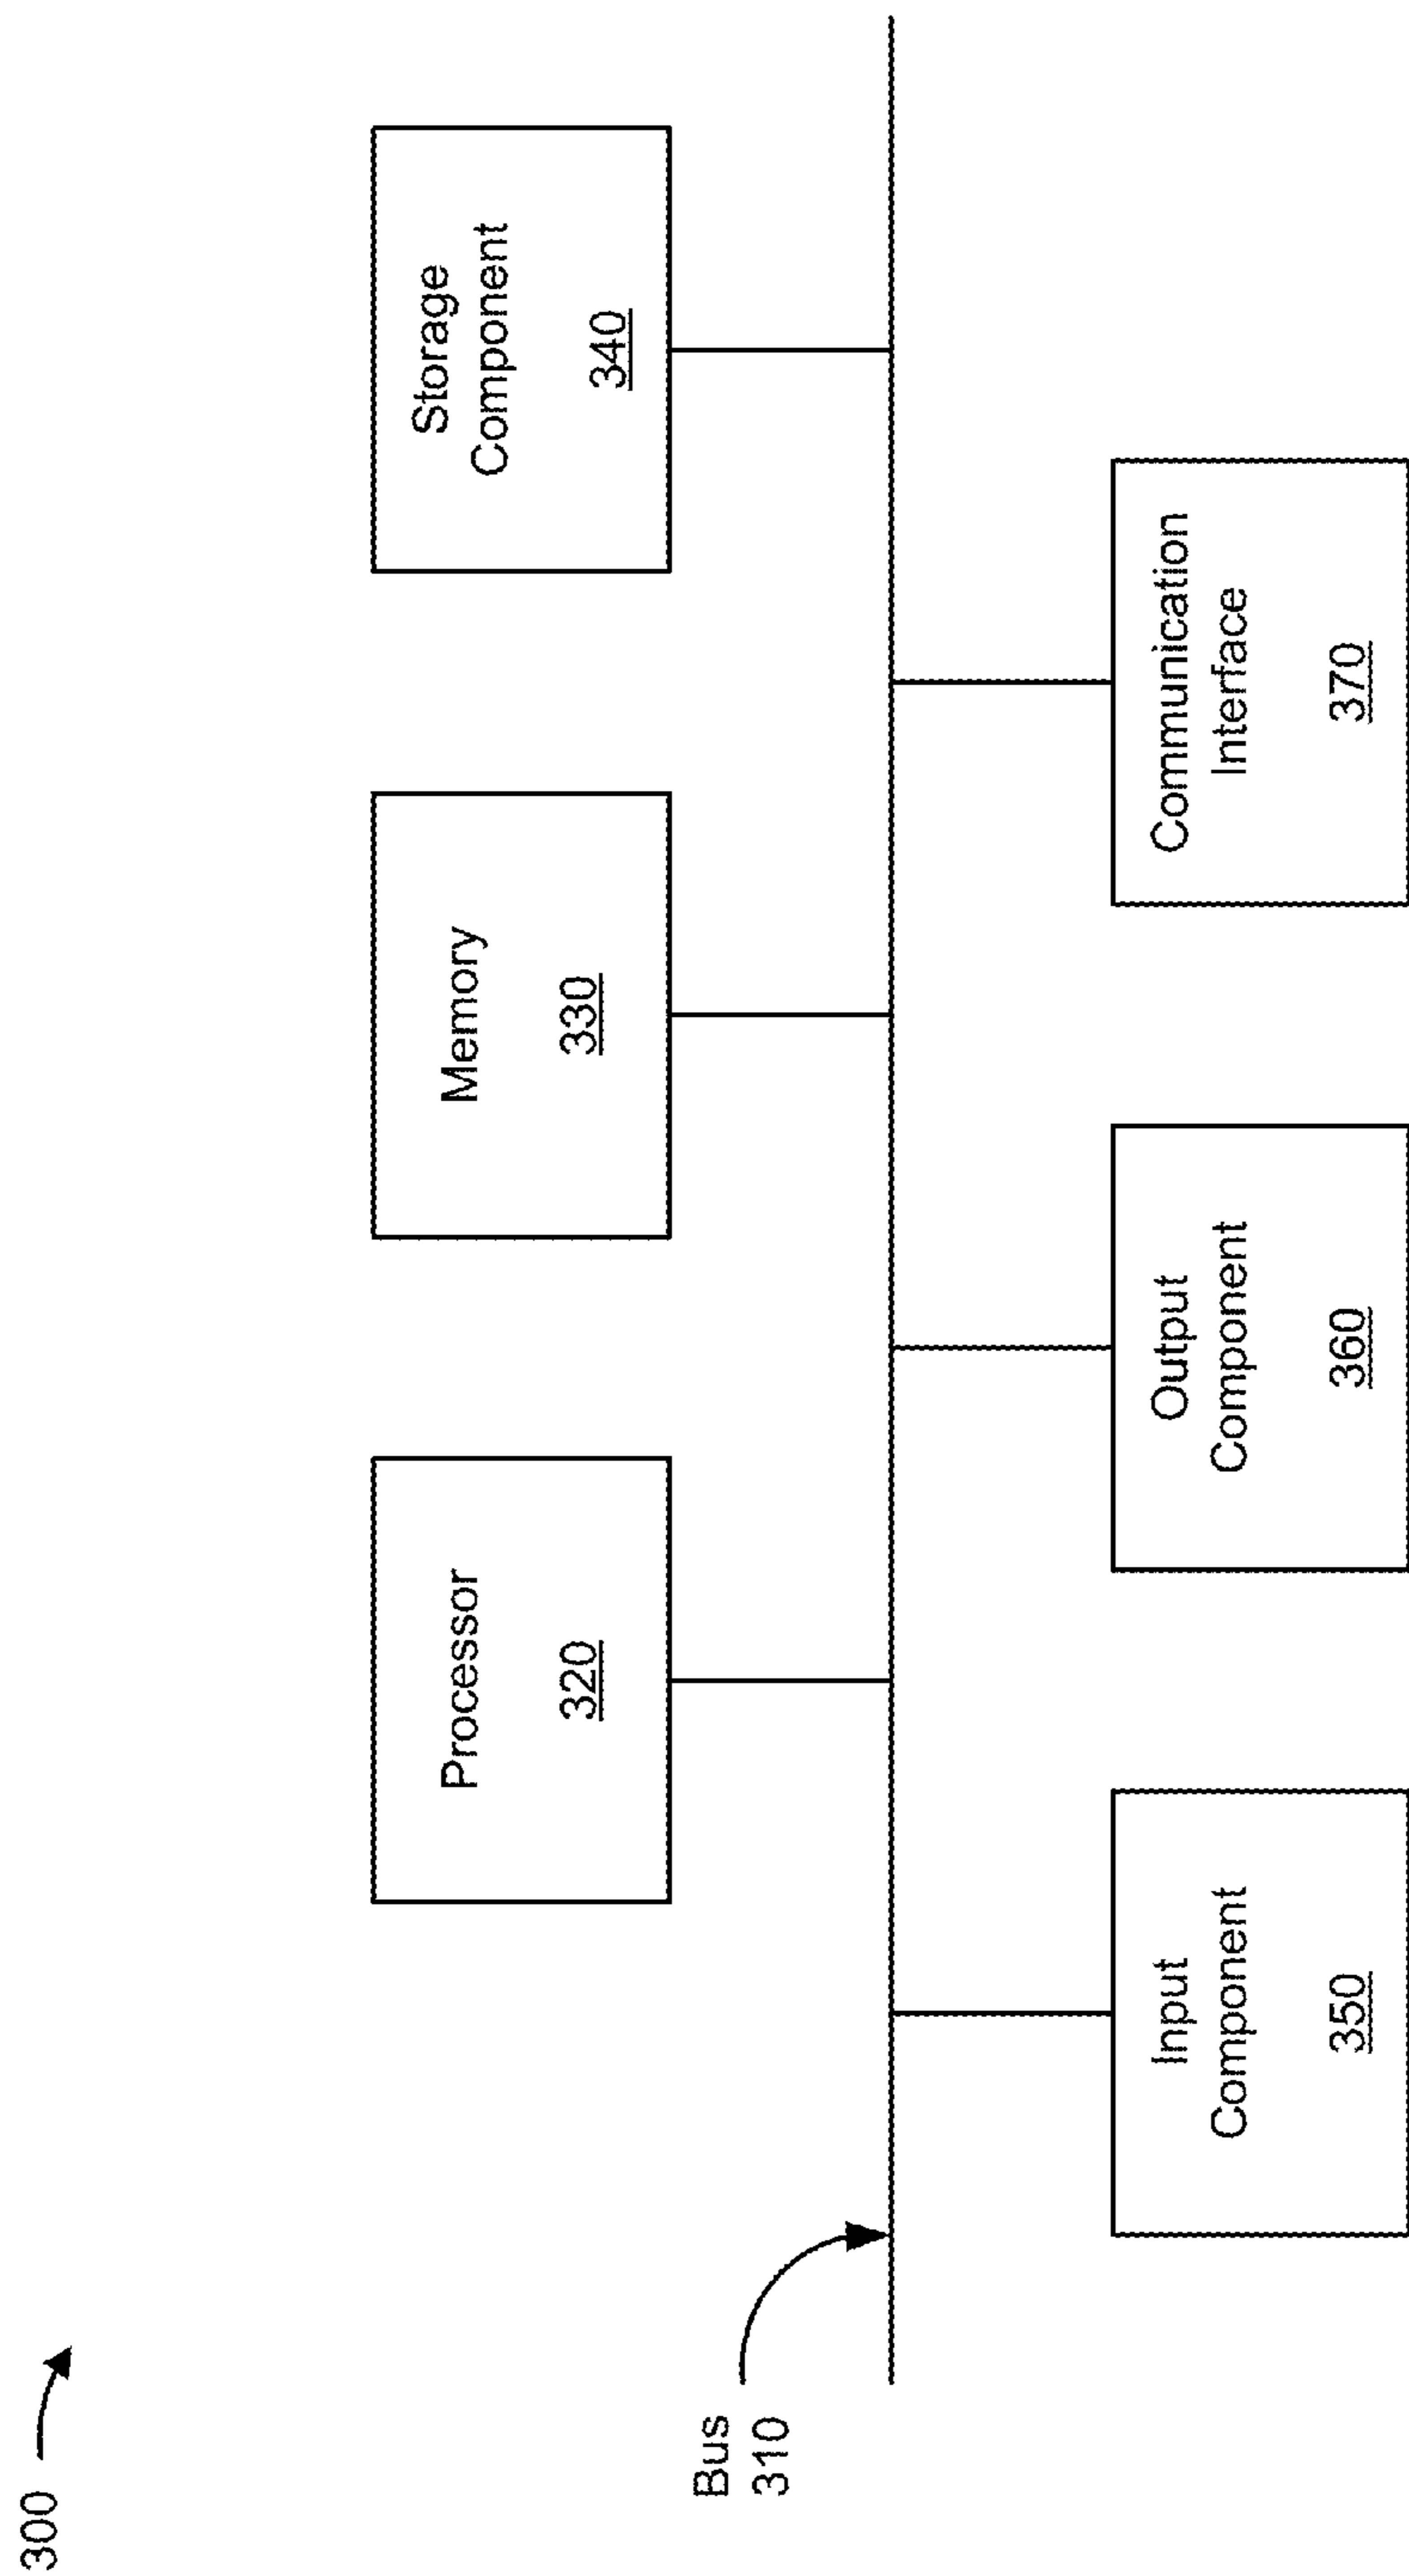 300
Processor
320
Memory
330
Storage
Component
340
Bus
310
Input
Component
350
Output
Component
360
Communication
Interface
370